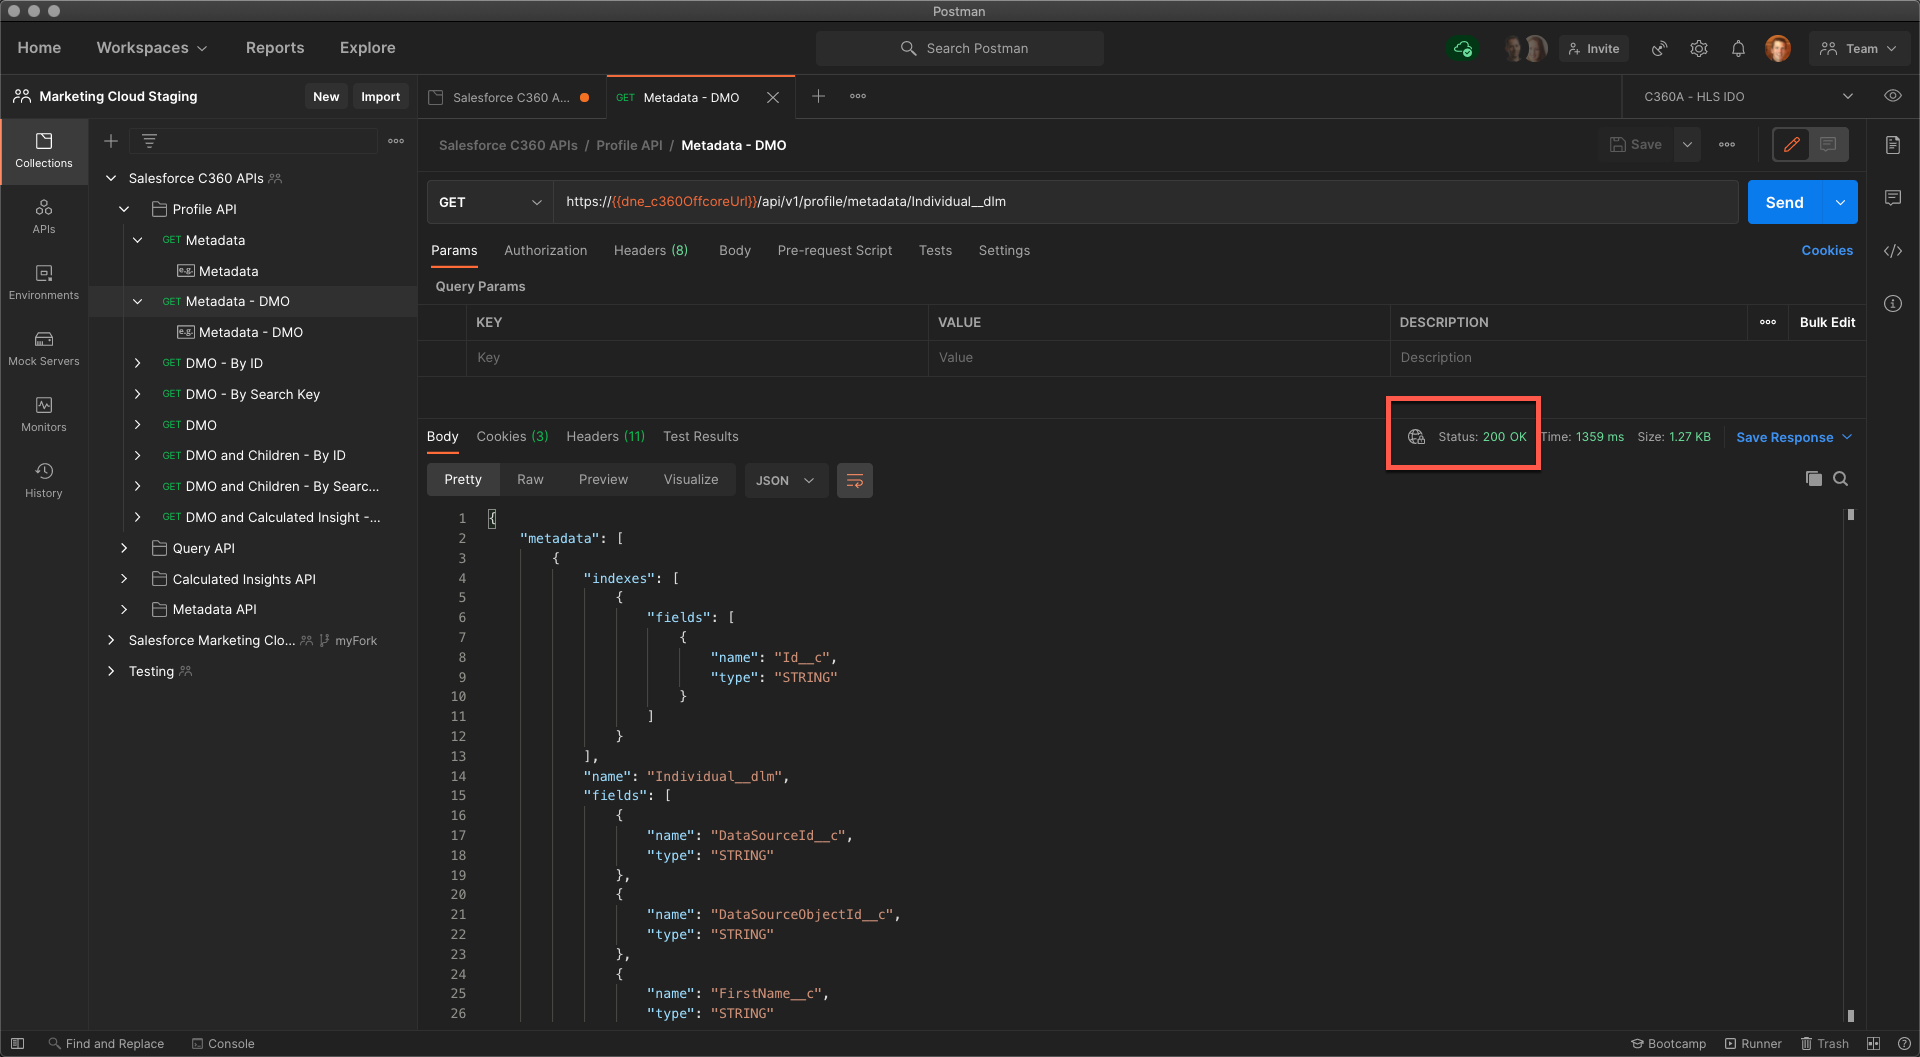 Postman
Home Workspaces Reports Explore Search Postman Invite Team
Marketing Cloud Staging New Import Salesforce C360 A... GET Metadata - DMO C360A - HLS IDO
Collections
APIs
Environments
Mock Servers
Monitors
History
Salesforce C360 APIs
Profile API
GET Metadata
e.g. Metadata
GET Metadata - DMO
e.g. Metadata - DMO
GET DMO - By ID
GET DMO - By Search Key
GET DMO
GET DMO and Children - By ID
GET DMO and Children - By Searc...
GET DMO and Calculated Insight -...
Query API
Calculated Insights API
Metadata API
Salesforce Marketing Clo... myFork
Testing
Salesforce C360 APIs / Profile API / Metadata - DMO Save
GET https://{{dne_c360OffcoreUrl}}/api/v1/profile/metadata/Individual__dlm Send
Params Authorization Headers (8) Body Pre-request Script Tests Settings Cookies
Query Params
KEY VALUE DESCRIPTION Bulk Edit
Key Value Description
Body Cookies (3) Headers (11) Test Results Status: 200 OK Time: 1359 ms Size: 1.27 KB Save Response
Pretty Raw Preview Visualize JSON
1 {
2 "metadata": [
3 {
4 "indexes": [
5 {
6 "fields": [
7 {
8 "name": "Id__c",
9 "type": "STRING"
10 }
11 ]
12 }
13 ],
14 "name": "Individual__dlm",
15 "fields": [
16 {
17 "name": "DataSourceId__c",
18 "type": "STRING"
19 },
20 {
21 "name": "DataSourceObjectId__c",
22 "type": "STRING"
23 },
24 {
25 "name": "FirstName__c",
26 "type": "STRING"
Find and Replace Console Bootcamp Runner Trash